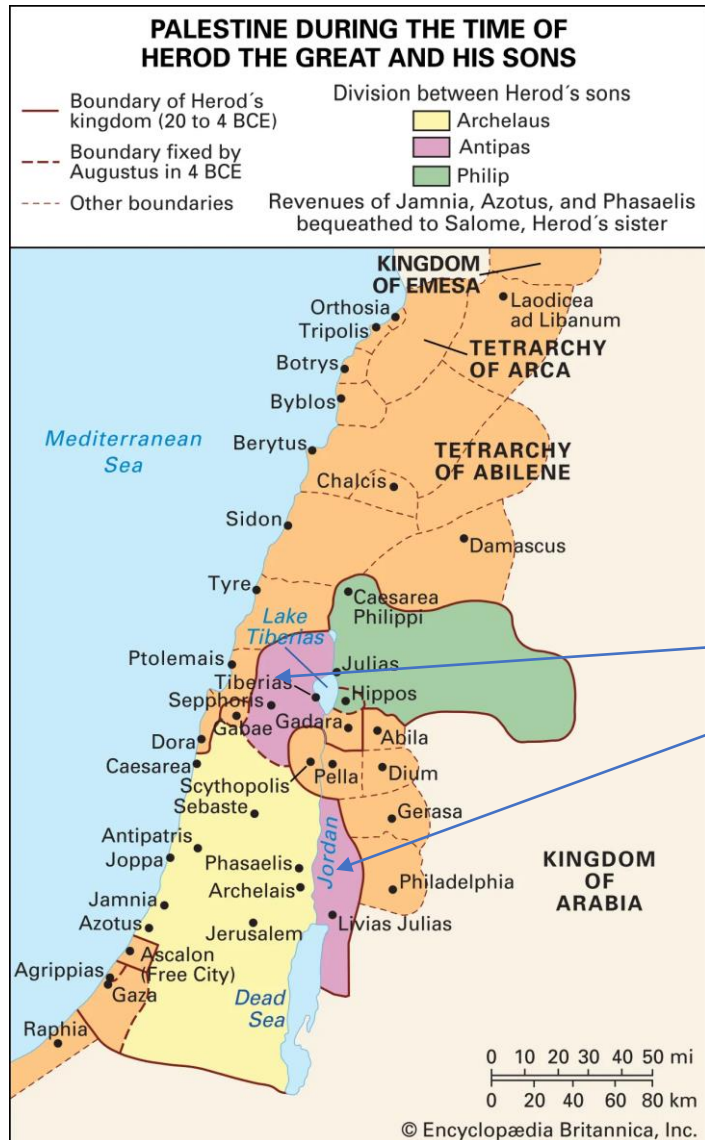 PALESTINE DURING THE TIME OF
HEROD THE GREAT AND HIS SONS
Boundary of Herod's
kingdom (20 to 4 BCE)
Boundary fixed by
Augustus in 4 BCE
Other boundaries
Division between Herod's sons
Archelaus
Antipas
Philip
Revenues of Jamnia, Azotus, and Phasaelis
bequeathed to Salome, Herod's sister
KINGDOM
OF EMESA
Laodicea
ad Libanum
Orthosia
Tripolis
TETRARCHY
OF ARCA
Botrys
Byblos
Mediterranean
Sea
Berytus
TETRARCHY
OF ABILENE
Chalcis
Sidon
Damascus
Tyre
Caesarea
Philippi
Lake
Tiberias
Ptolemais
Julias
Tiberias
Hippos
Sepphoris
Gabae
Gadara
Abila
Dora
Caesarea
Scythopolis
Pella
Dium
Sebaste
Gerasa
Antipatris
Joppa
Phasaelis
Jordan
KINGDOM
OF
ARABIA
Archelais
Philadelphia
Jamnia
Livias Julias
Azotus
Jerusalem
Ascalon
(Free City)
Agrippias
Gaza
Dead
Sea
Raphia
0 10 20 30 40 50 mi
0 20 40 60 80 km
© Encyclopædia Britannica, Inc.